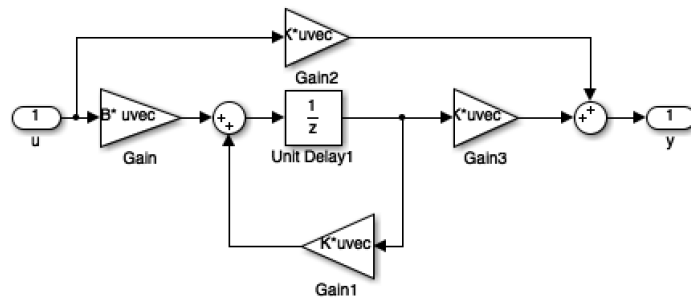 K*uvec
Gain2
1
u
B* uvec
Gain
+
+
1
z
Unit Delay1
K*uvec
Gain3
+
+
1
y
K*uvec
Gain1